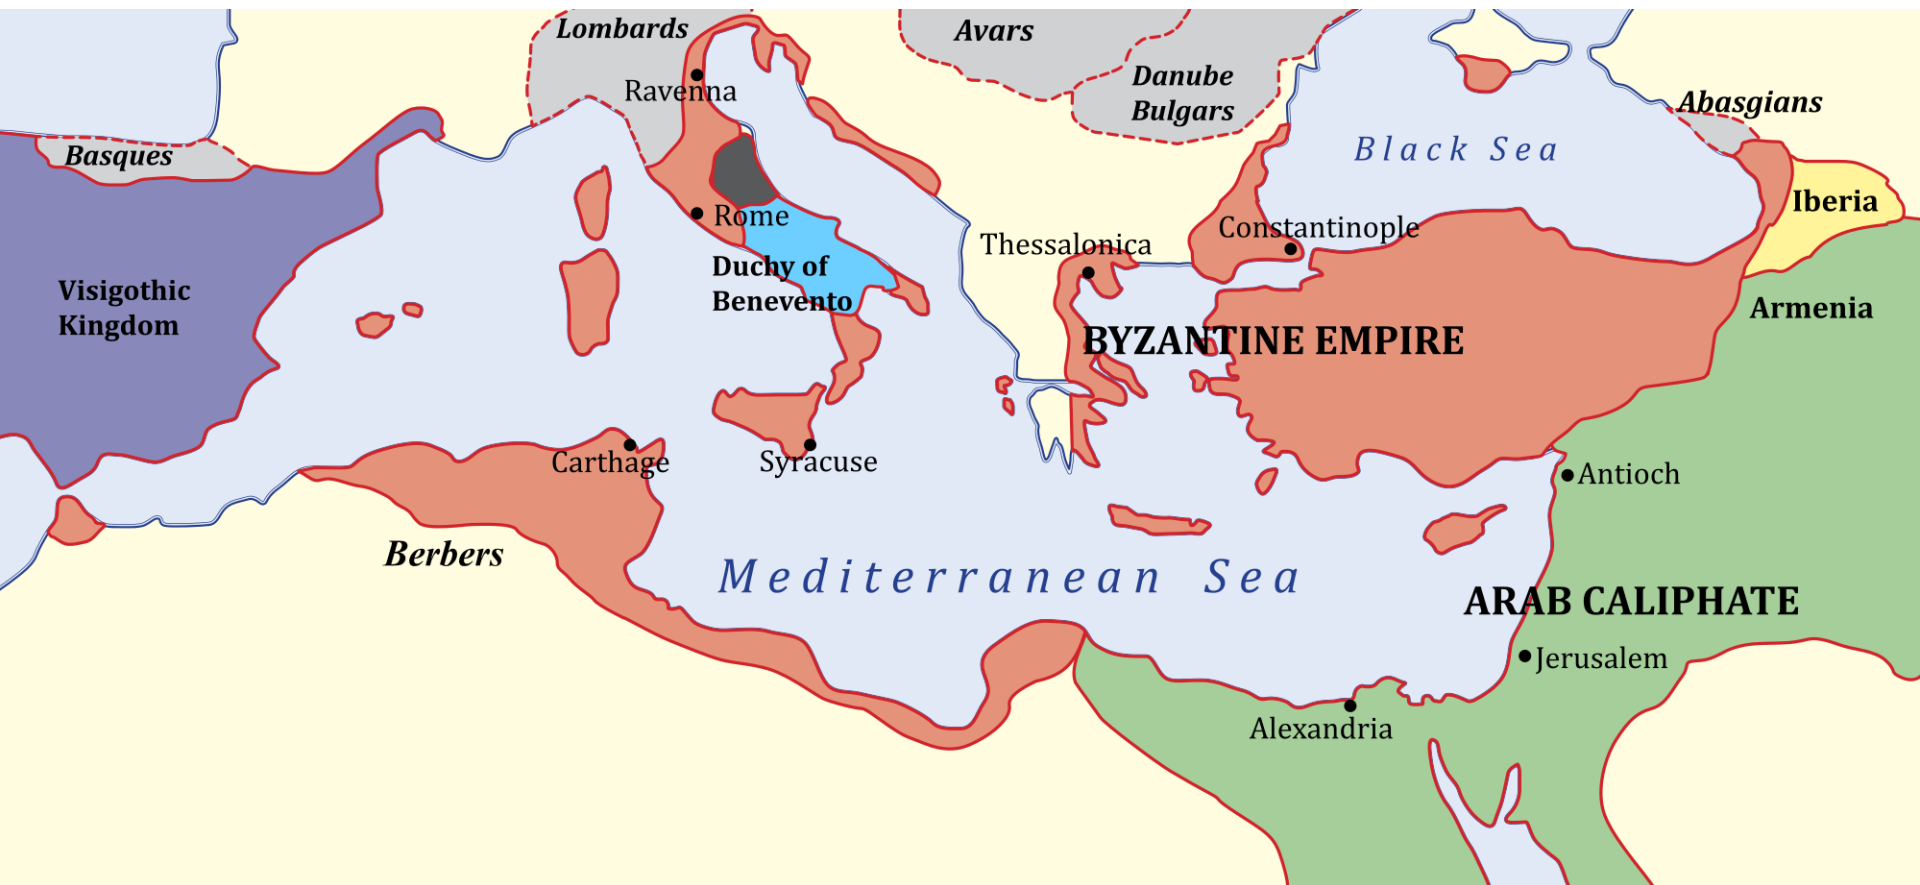 Lombards
Avars
Danube
Bulgars
Ravenna
Abasgians
Basques
Black Sea
Iberia
Rome
Constantinople
Thessalonica
Duchy of
Benevento
Visigothic
Kingdom
Armenia
BYZANTINE EMPIRE
Carthage
Syracuse
Antioch
Berbers
Mediterranean Sea
ARAB CALIPHATE
Jerusalem
Alexandria